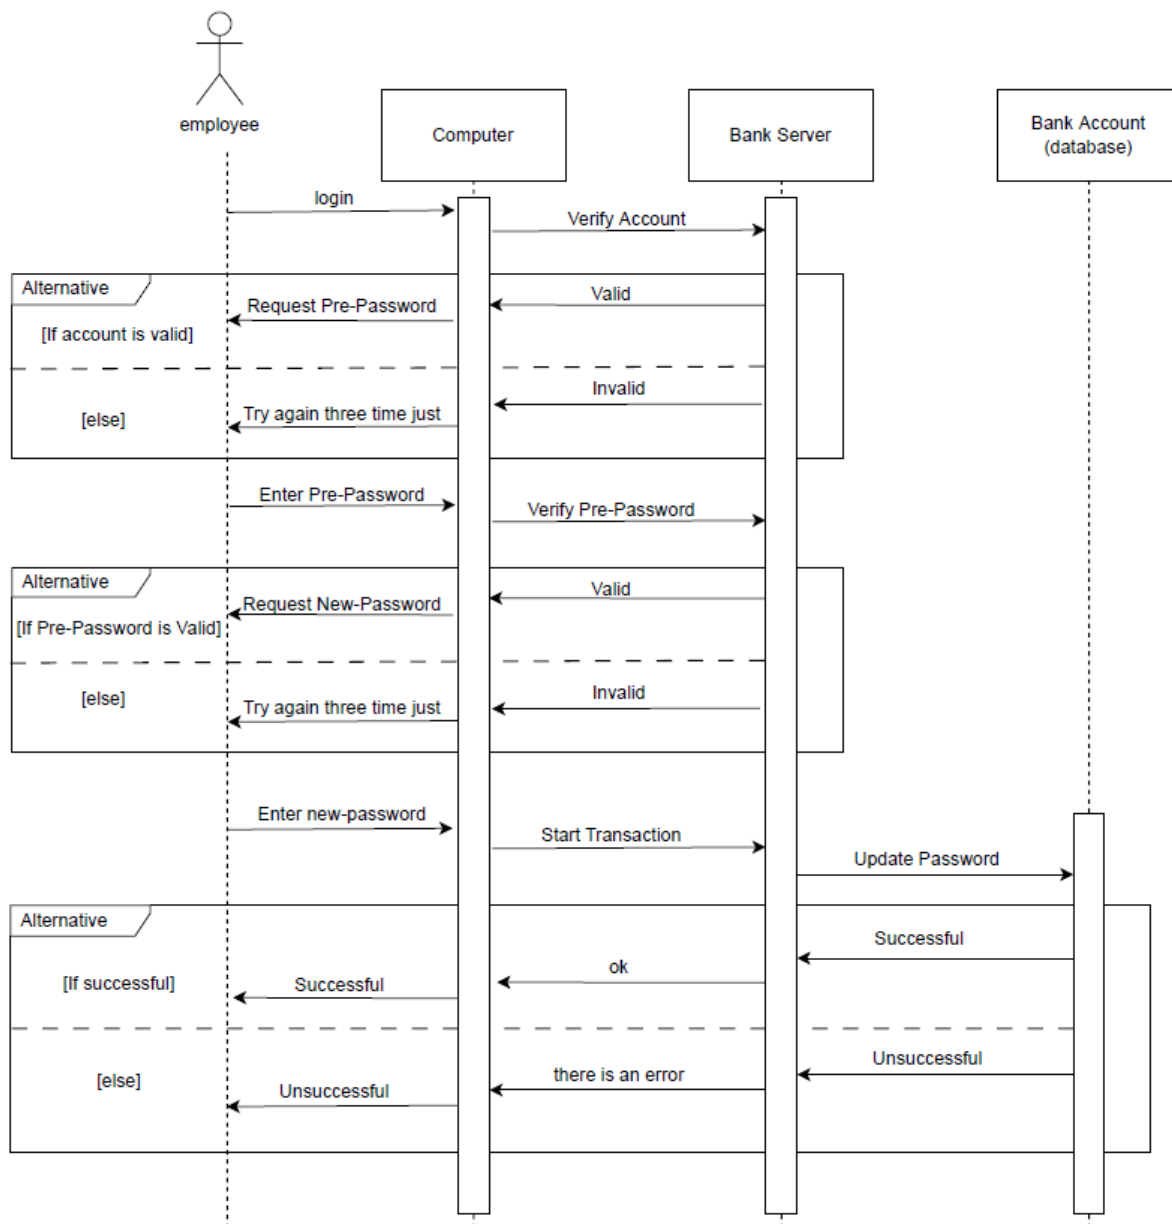 employee
Computer
Bank Server
Bank Account
(database)
login
Verify Account
Alternative
Valid
Request Pre-Password
[If account is valid]
Invalid
Try again three time just
[else]
Enter Pre-Password
Verify Pre-Password
Alternative
Valid
Request New-Password
[If Pre-Password is Valid]
Invalid
[else]
Try again three time just
Enter new-password
Start Transaction
Update Password
Alternative
Successful
ok
[If successful]
Successful
Unsuccessful
there is an error
[else]
Unsuccessful